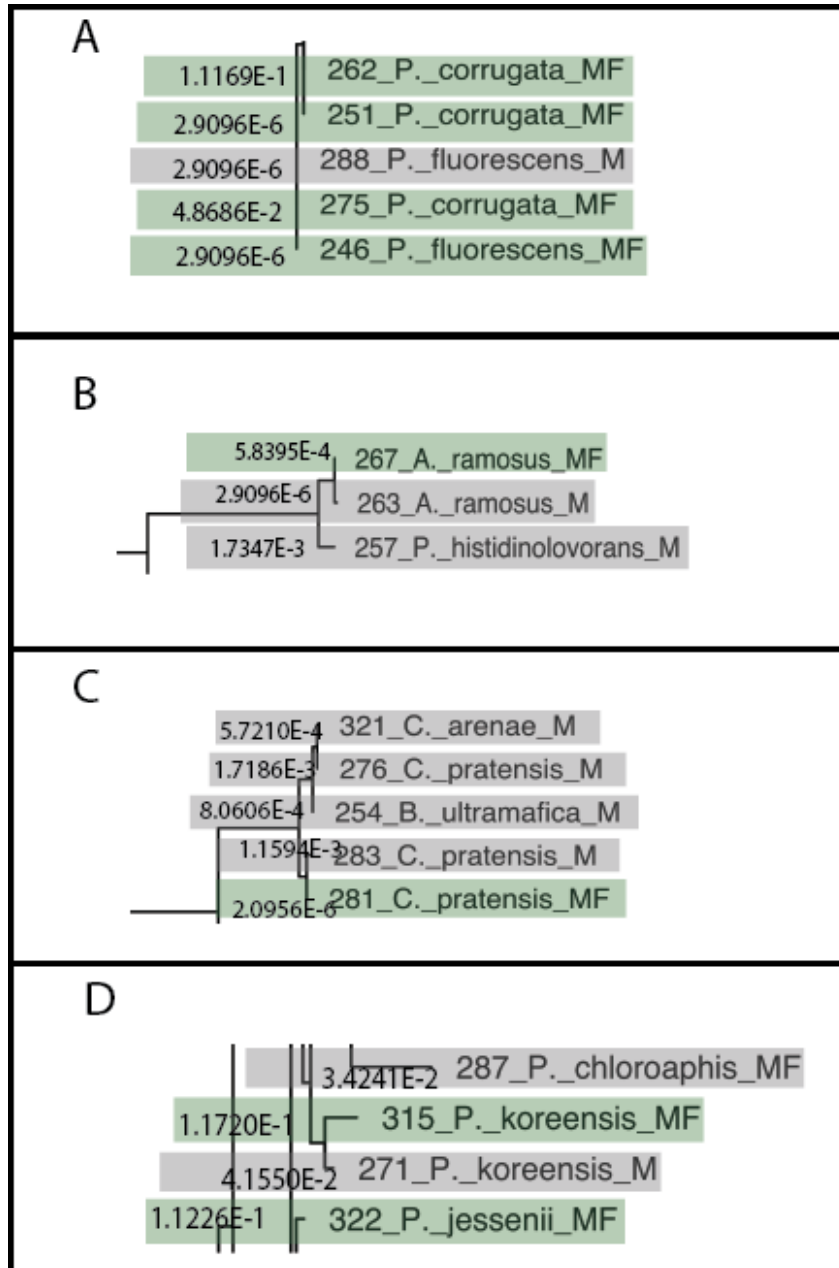 A
1.1169E-1 262_P._corrugata_MF
2.9096E-6 251_P._corrugata_MF
2.9096E-6 288_P._fluorescens_M
4.8686E-2 275_P._corrugata_MF
2.9096E-6 246_P._fluorescens_MF
B
5.8395E-4 267_A._ramosus_MF
2.9096E-6 263_A._ramosus_M
1.7347E-3 257_P._histidinolovorans_M
C
5.7210E-4 321_C._arenae_M
1.7186E-3 276_C._pratensis_M
8.0606E-4 254_B._ultramafica_M
1.1594E-3 283_C._pratensis_M
2.0956E-6 281_C._pratensis_MF
D
3.4241E-2 287_P._chloroaphis_MF
1.1720E-1 315_P._koreensis_MF
4.1550E-2 271_P._koreensis_M
1.1226E-1 322_P._jessenii_MF